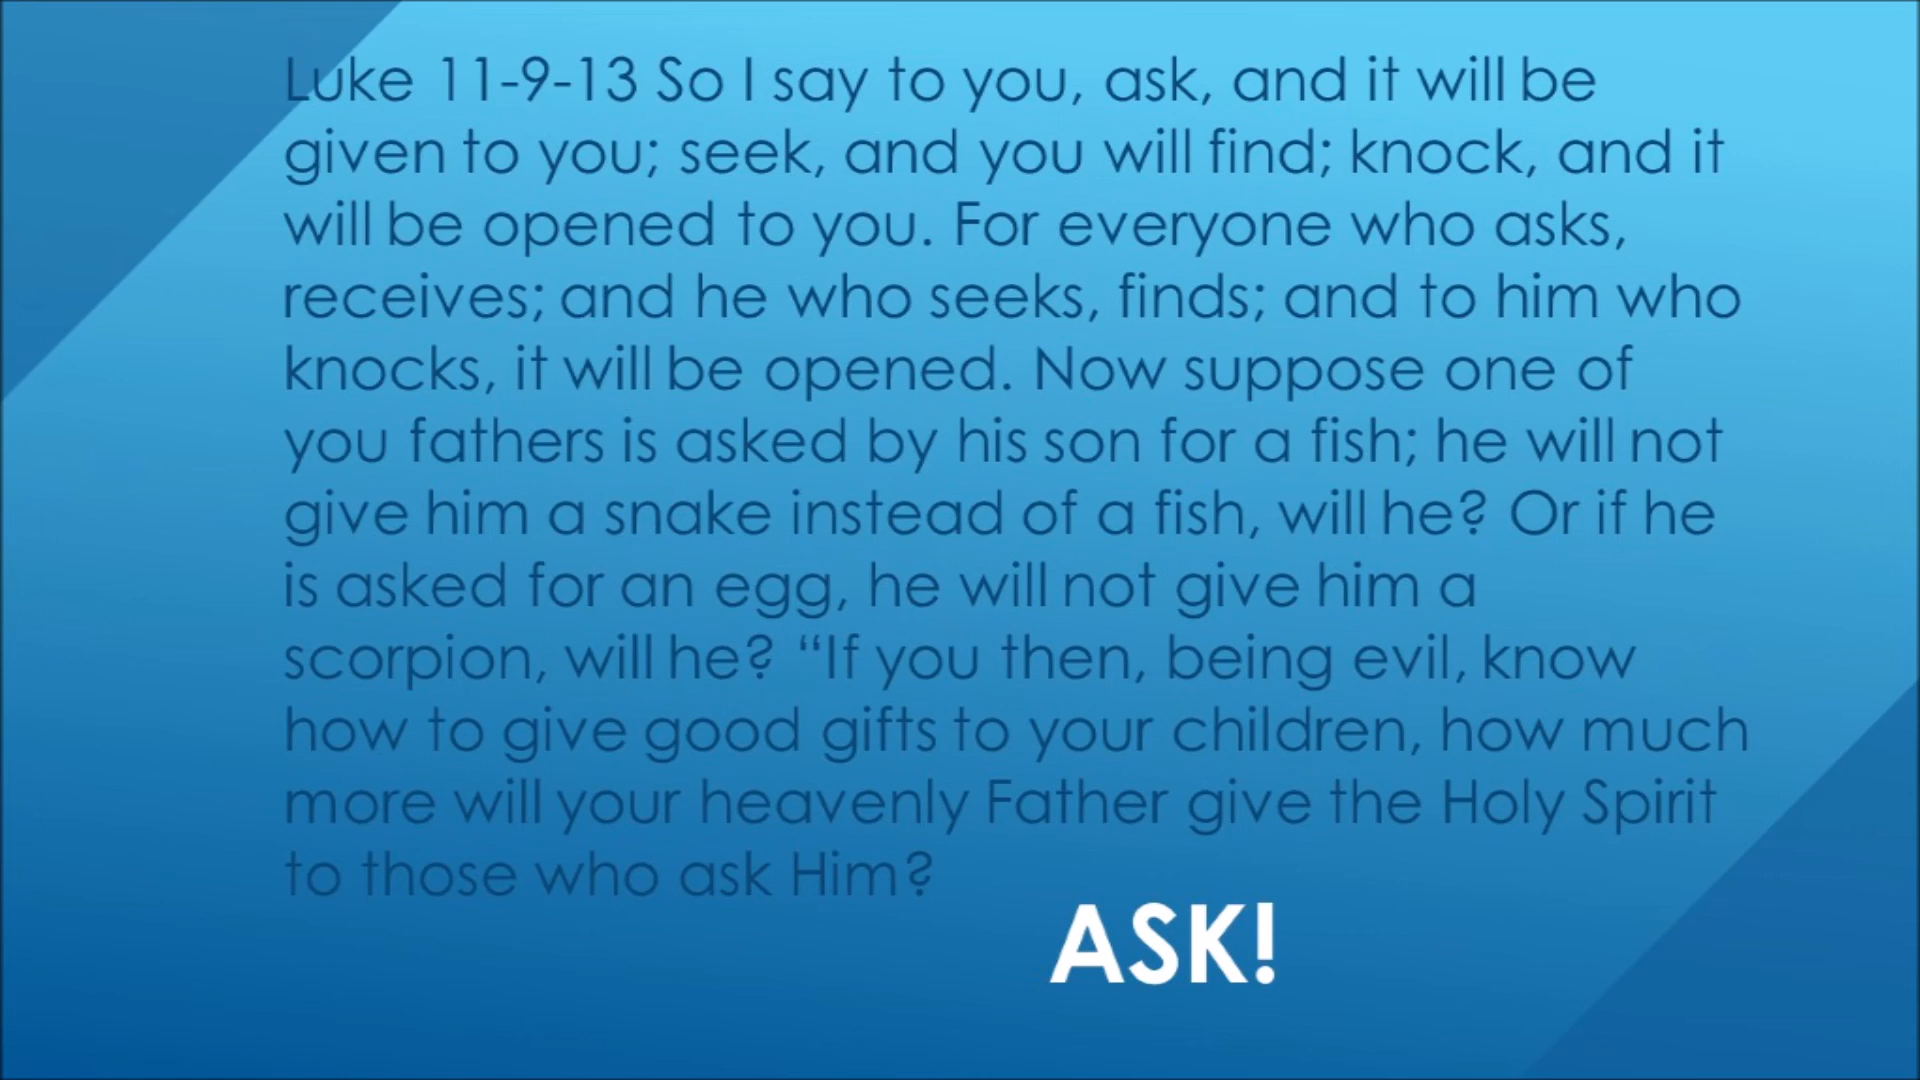 Luke 11-9-13 So I say to you, ask, and it will be
given to you; seek, and you will find; knock, and it
will be opened to you. For everyone who asks,
receives; and he who seeks, finds; and to him who
knocks, it will be opened. Now suppose one of
you fathers is asked by his son for a fish; he will not
give him a snake instead of a fish, will he? Or if he
is asked for an egg, he will not give him a
scorpion, will he? “If you then, being evil, know
how to give good gifts to your children, how much
more will your heavenly Father give the Holy Spirit
to those who ask Him?
ASK!